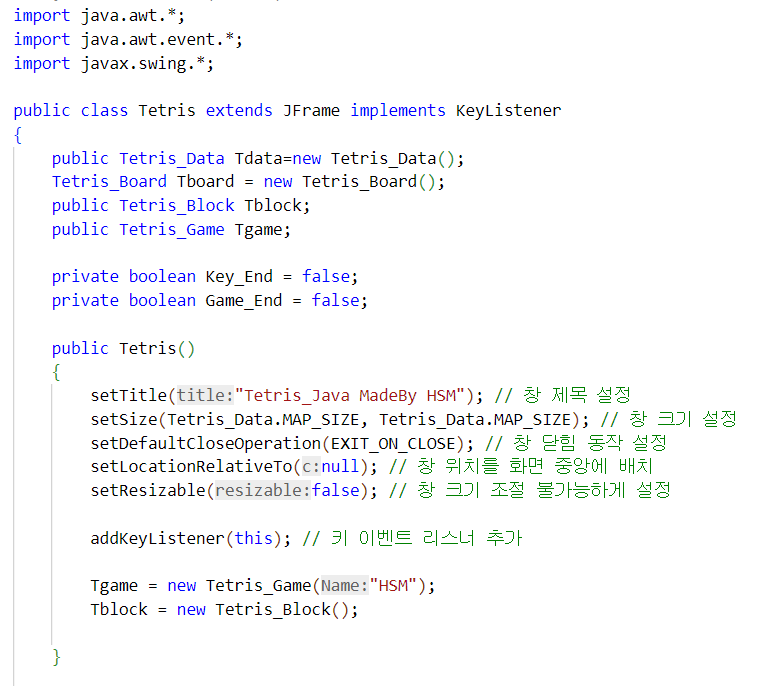 import java.awt.*;
import java.awt.event.*;
import javax.swing.*;
public class Tetris extends JFrame implements KeyListener
{
public Tetris_Data Tdata=new Tetris_Data();
Tetris_Board Tboard = new Tetris_Board();
public Tetris_Block Tblock;
public Tetris_Game Tgame;
private boolean Key_End = false;
private boolean Game_End = false;
public Tetris()
{
setTitle(title:"Tetris_Java MadeBy HSM"); // 창 제목 설정
setSize(Tetris_Data.MAP_SIZE, Tetris_Data.MAP_SIZE); // 창 크기 설정
setDefaultCloseOperation(EXIT_ON_CLOSE); // 창 닫힘 동작 설정
setLocationRelativeTo(c:null); // 창 위치를 화면 중앙에 배치
setResizable(resizable:false); // 창 크기 조절 불가능하게 설정
addKeyListener(this); // 키 이벤트 리스너 추가
Tgame = new Tetris_Game(Name:"HSM");
Tblock = new Tetris_Block();
}